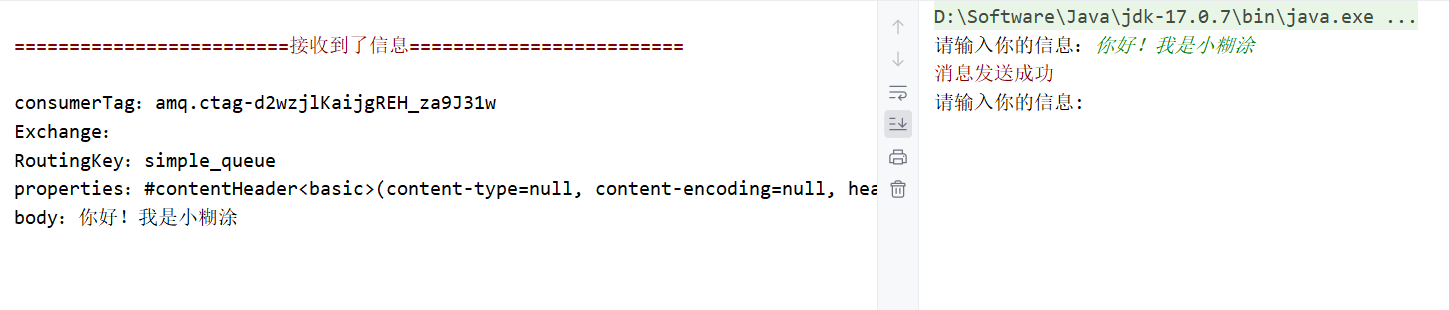 =========================接收到了信息=========================
consumerTag：amq.ctag-d2wzjlKaijgREH_za9J31w
Exchange：
RoutingKey：simple_queue
properties：#contentHeader<basic>(content-type=null, content-encoding=null, hea
body：你好！我是小糊涂
D:\Software\Java\jdk-17.0.7\bin\java.exe ...
请输入你的信息：你好！我是小糊涂
消息发送成功
请输入你的信息：